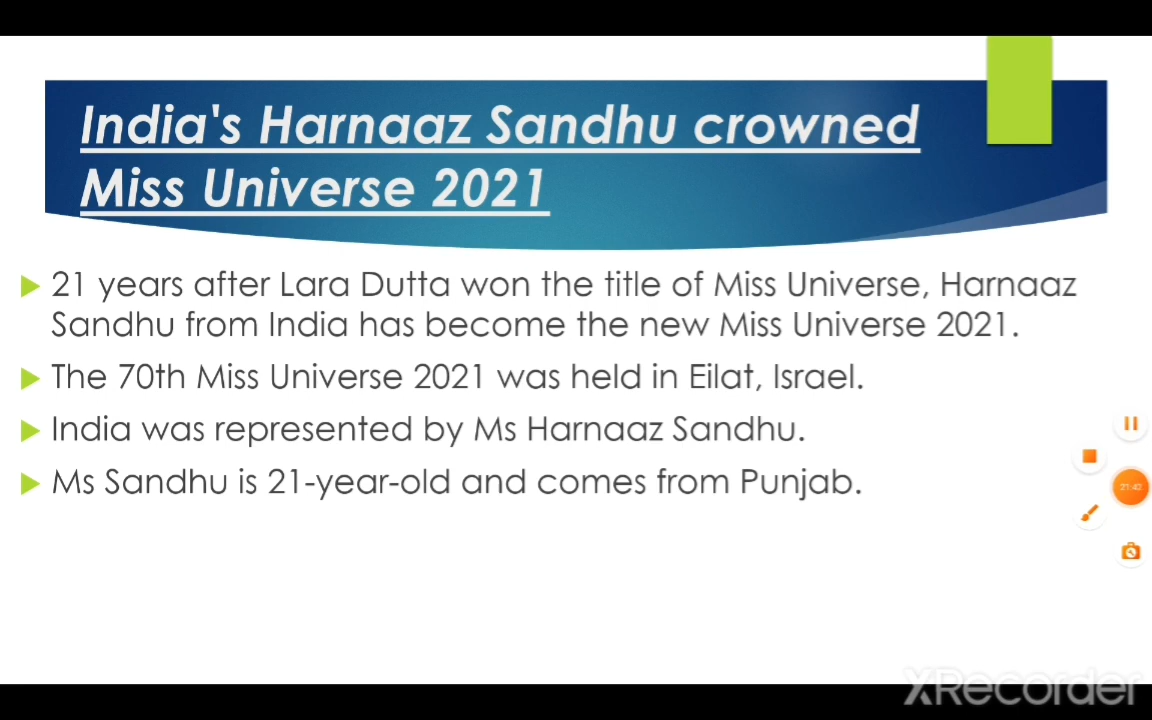 India's Harnaaz Sandhu crowned
Miss Universe 2021
21 years after Lara Dutta won the title of Miss Universe, Harnaaz
Sandhu from India has become the new Miss Universe 2021.
The 70th Miss Universe 2021 was held in Eilat, Israel.
India was represented by Ms Harnaaz Sandhu.
Ms Sandhu is 21-year-old and comes from Punjab.
21:42
XRecorder